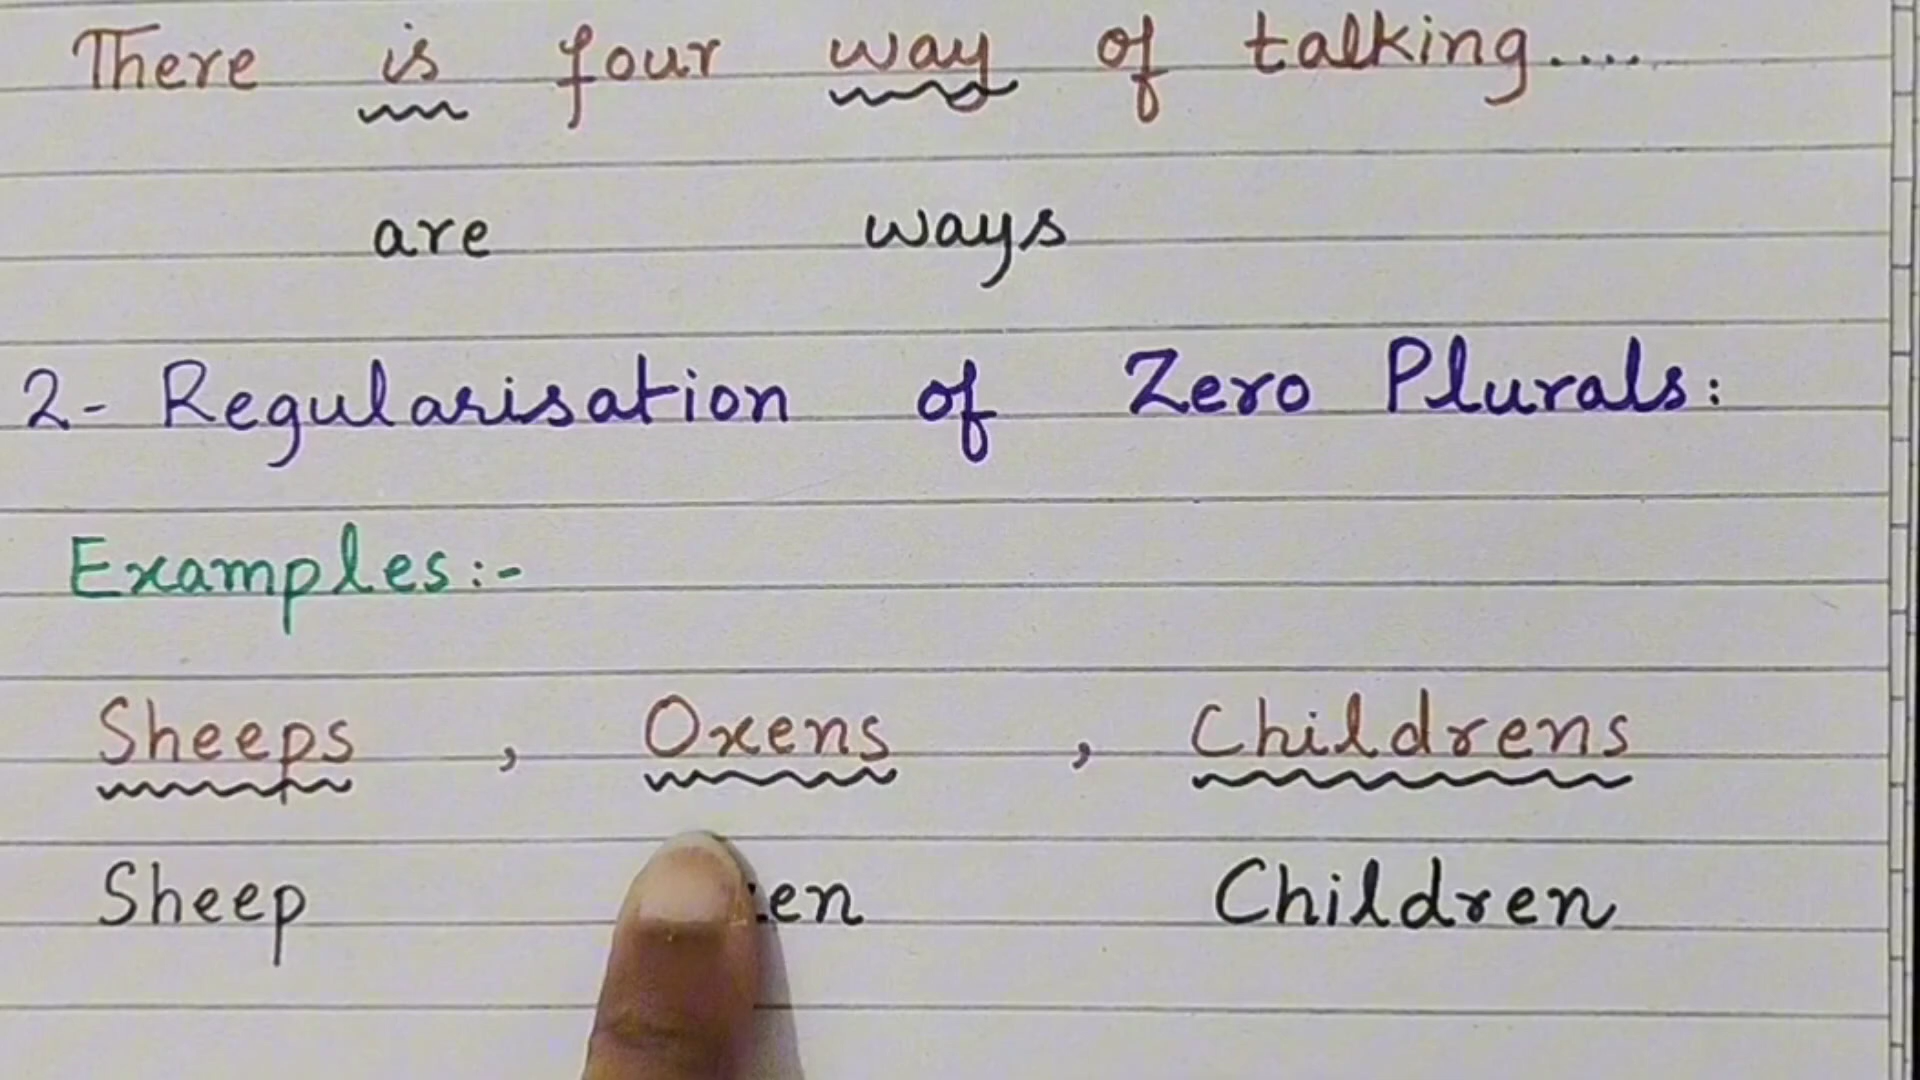 There is four way of talking....
are ways
2- Regularisation of Zero Plurals:
Examples:-
Sheeps , Oxens , Childrens
Sheep Children